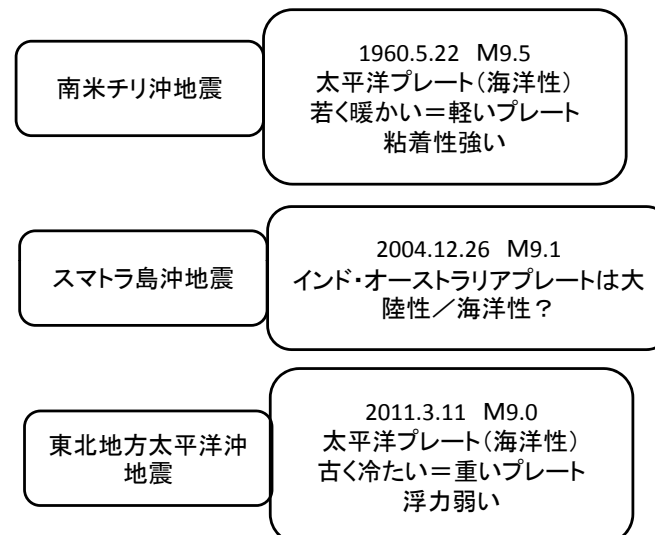 南米チリ沖地震
1960.5.22 M9.5
太平洋プレート（海洋性）
若く暖かい＝軽いプレート
粘着性強い
スマトラ島沖地震
2004.12.26 M9.1
インド・オーストラリアプレートは大
陸性／海洋性？
東北地方太平洋沖
地震
2011.3.11 M9.0
太平洋プレート（海洋性）
古く冷たい＝重いプレート
浮力弱い